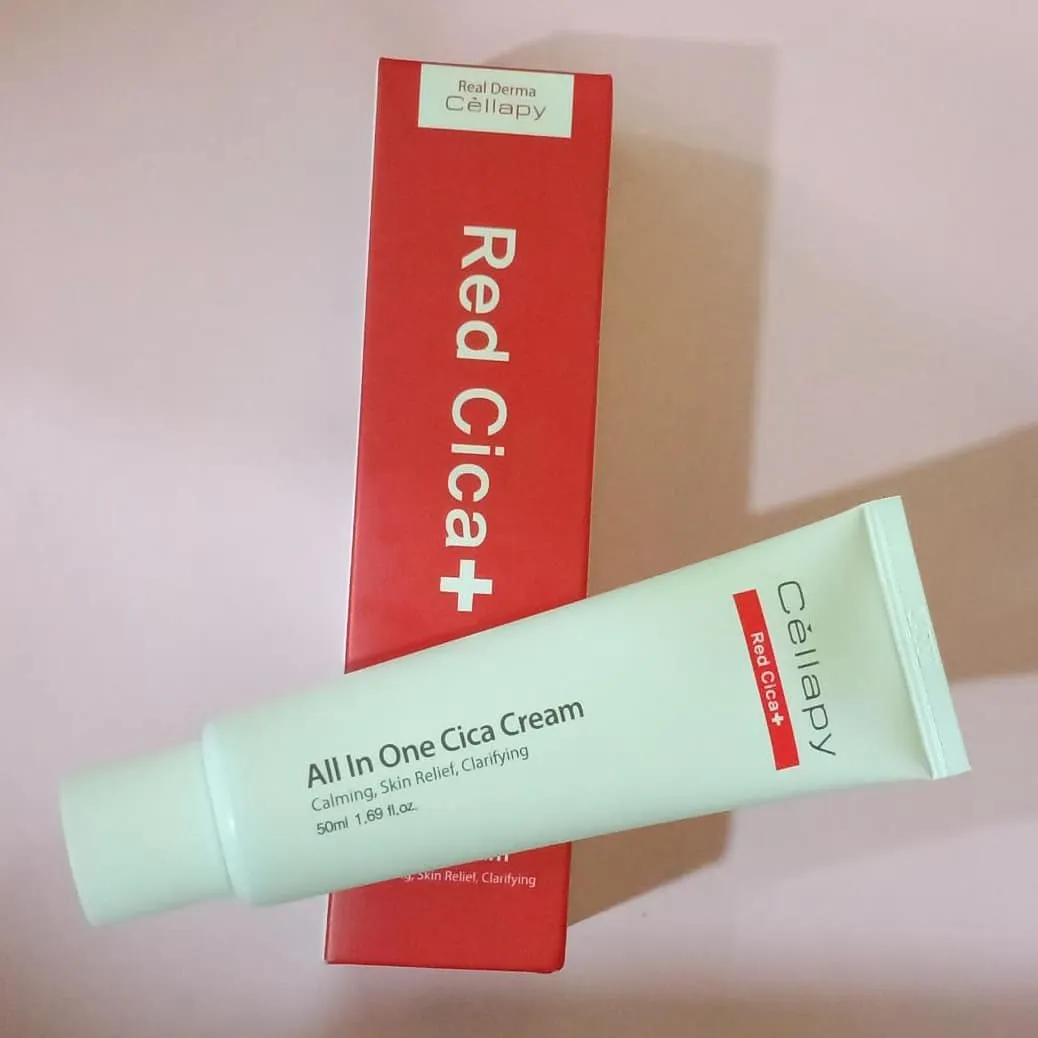 Real Derma
Cèllapy
Red Cica+
Cèllapy
Red Cica+
All In One Cica Cream
Calming, Skin Relief, Clarifying
50ml 1.69 fl.oz.
Skin Relief, Clarifying